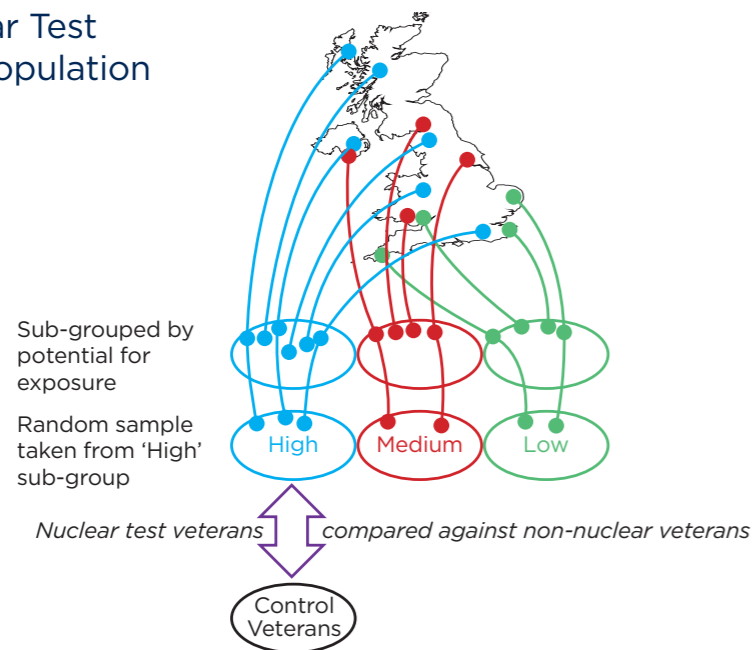 ar Test
opulation
Sub-grouped by
potential for
exposure
Random sample
taken from ‘High’
sub-group
High
Medium
Low
Nuclear test veterans
compared against non-nuclear veterans
Control
Veterans